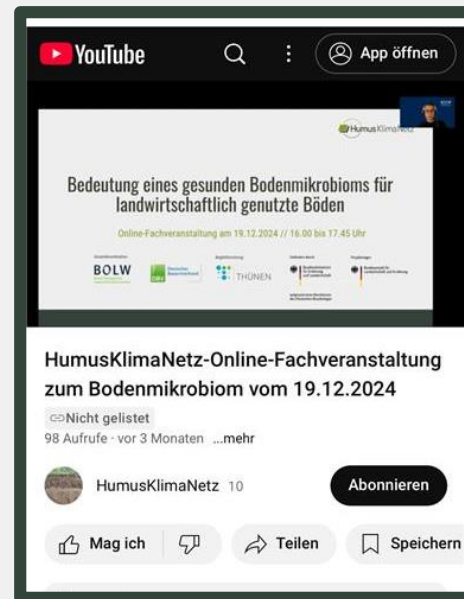 YouTube
App öffnen
HumusKlimaNetz
Bedeutung eines gesunden Bodenmikrobioms für
landwirtschaftlich genutzte Böden
Online-Fachveranstaltung am 19.12.2024 // 16.00 bis 17.45 Uhr
BÖLW
THÜNEN
HumusKlimaNetz-Online-Fachveranstaltung
zum Bodenmikrobiom vom 19.12.2024
Nicht gelistet
98 Aufrufe · vor 3 Monaten ...mehr
HumusKlimaNetz 10
Abonnieren
Mag ich
Teilen
Speichern